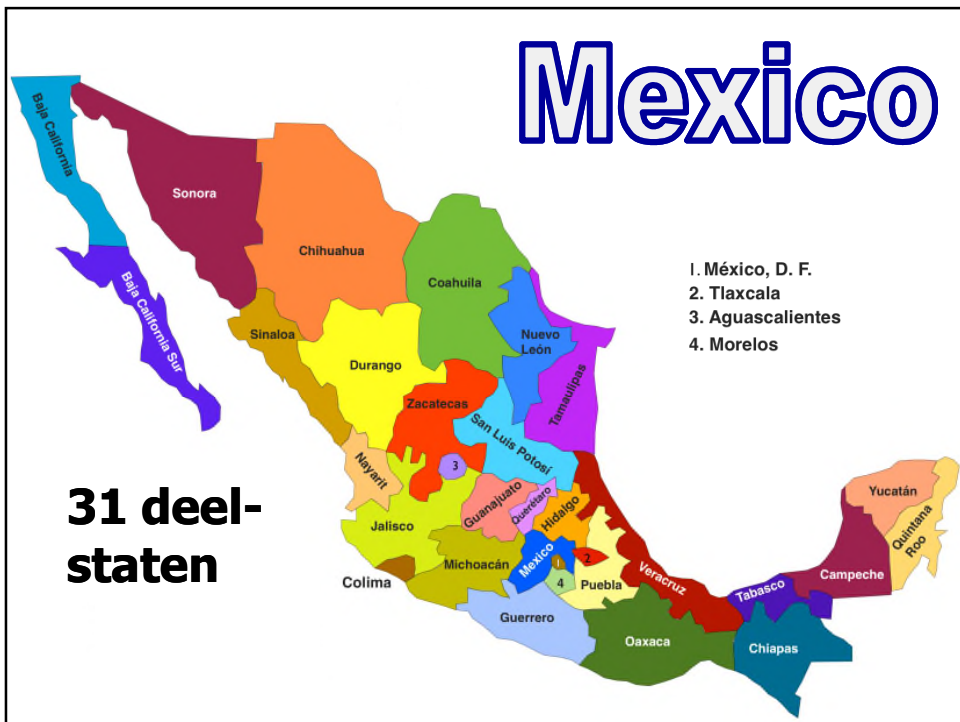 Mexico
Baja California
Sonora
Chihuahua
Coahuila
1. México, D. F.
2. Tlaxcala
3. Aguascalientes
4. Morelos
Baja California Sur
Sinaloa
Nuevo
León
Durango
Tamaulipas
Zacatecas
San Luis Potosí
3
Nayarit
31 deel-
staten
Jalisco
Guanajuato
Querétaro
Hidalgo
Yucatán
Quintana
Roo
Colima
Michoacán
Mexico
1
2
4
Puebla
Veracruz
Tabasco
Campeche
Guerrero
Oaxaca
Chiapas